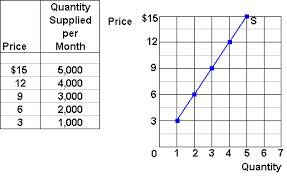 Quantity
Supplied
per
Price Month
$15 5,000
12 4,000
9 3,000
6 2,000
3 1,000
Price $15
S
12
9
6
3
0 1 2 3 4 5 6 7
Quantity